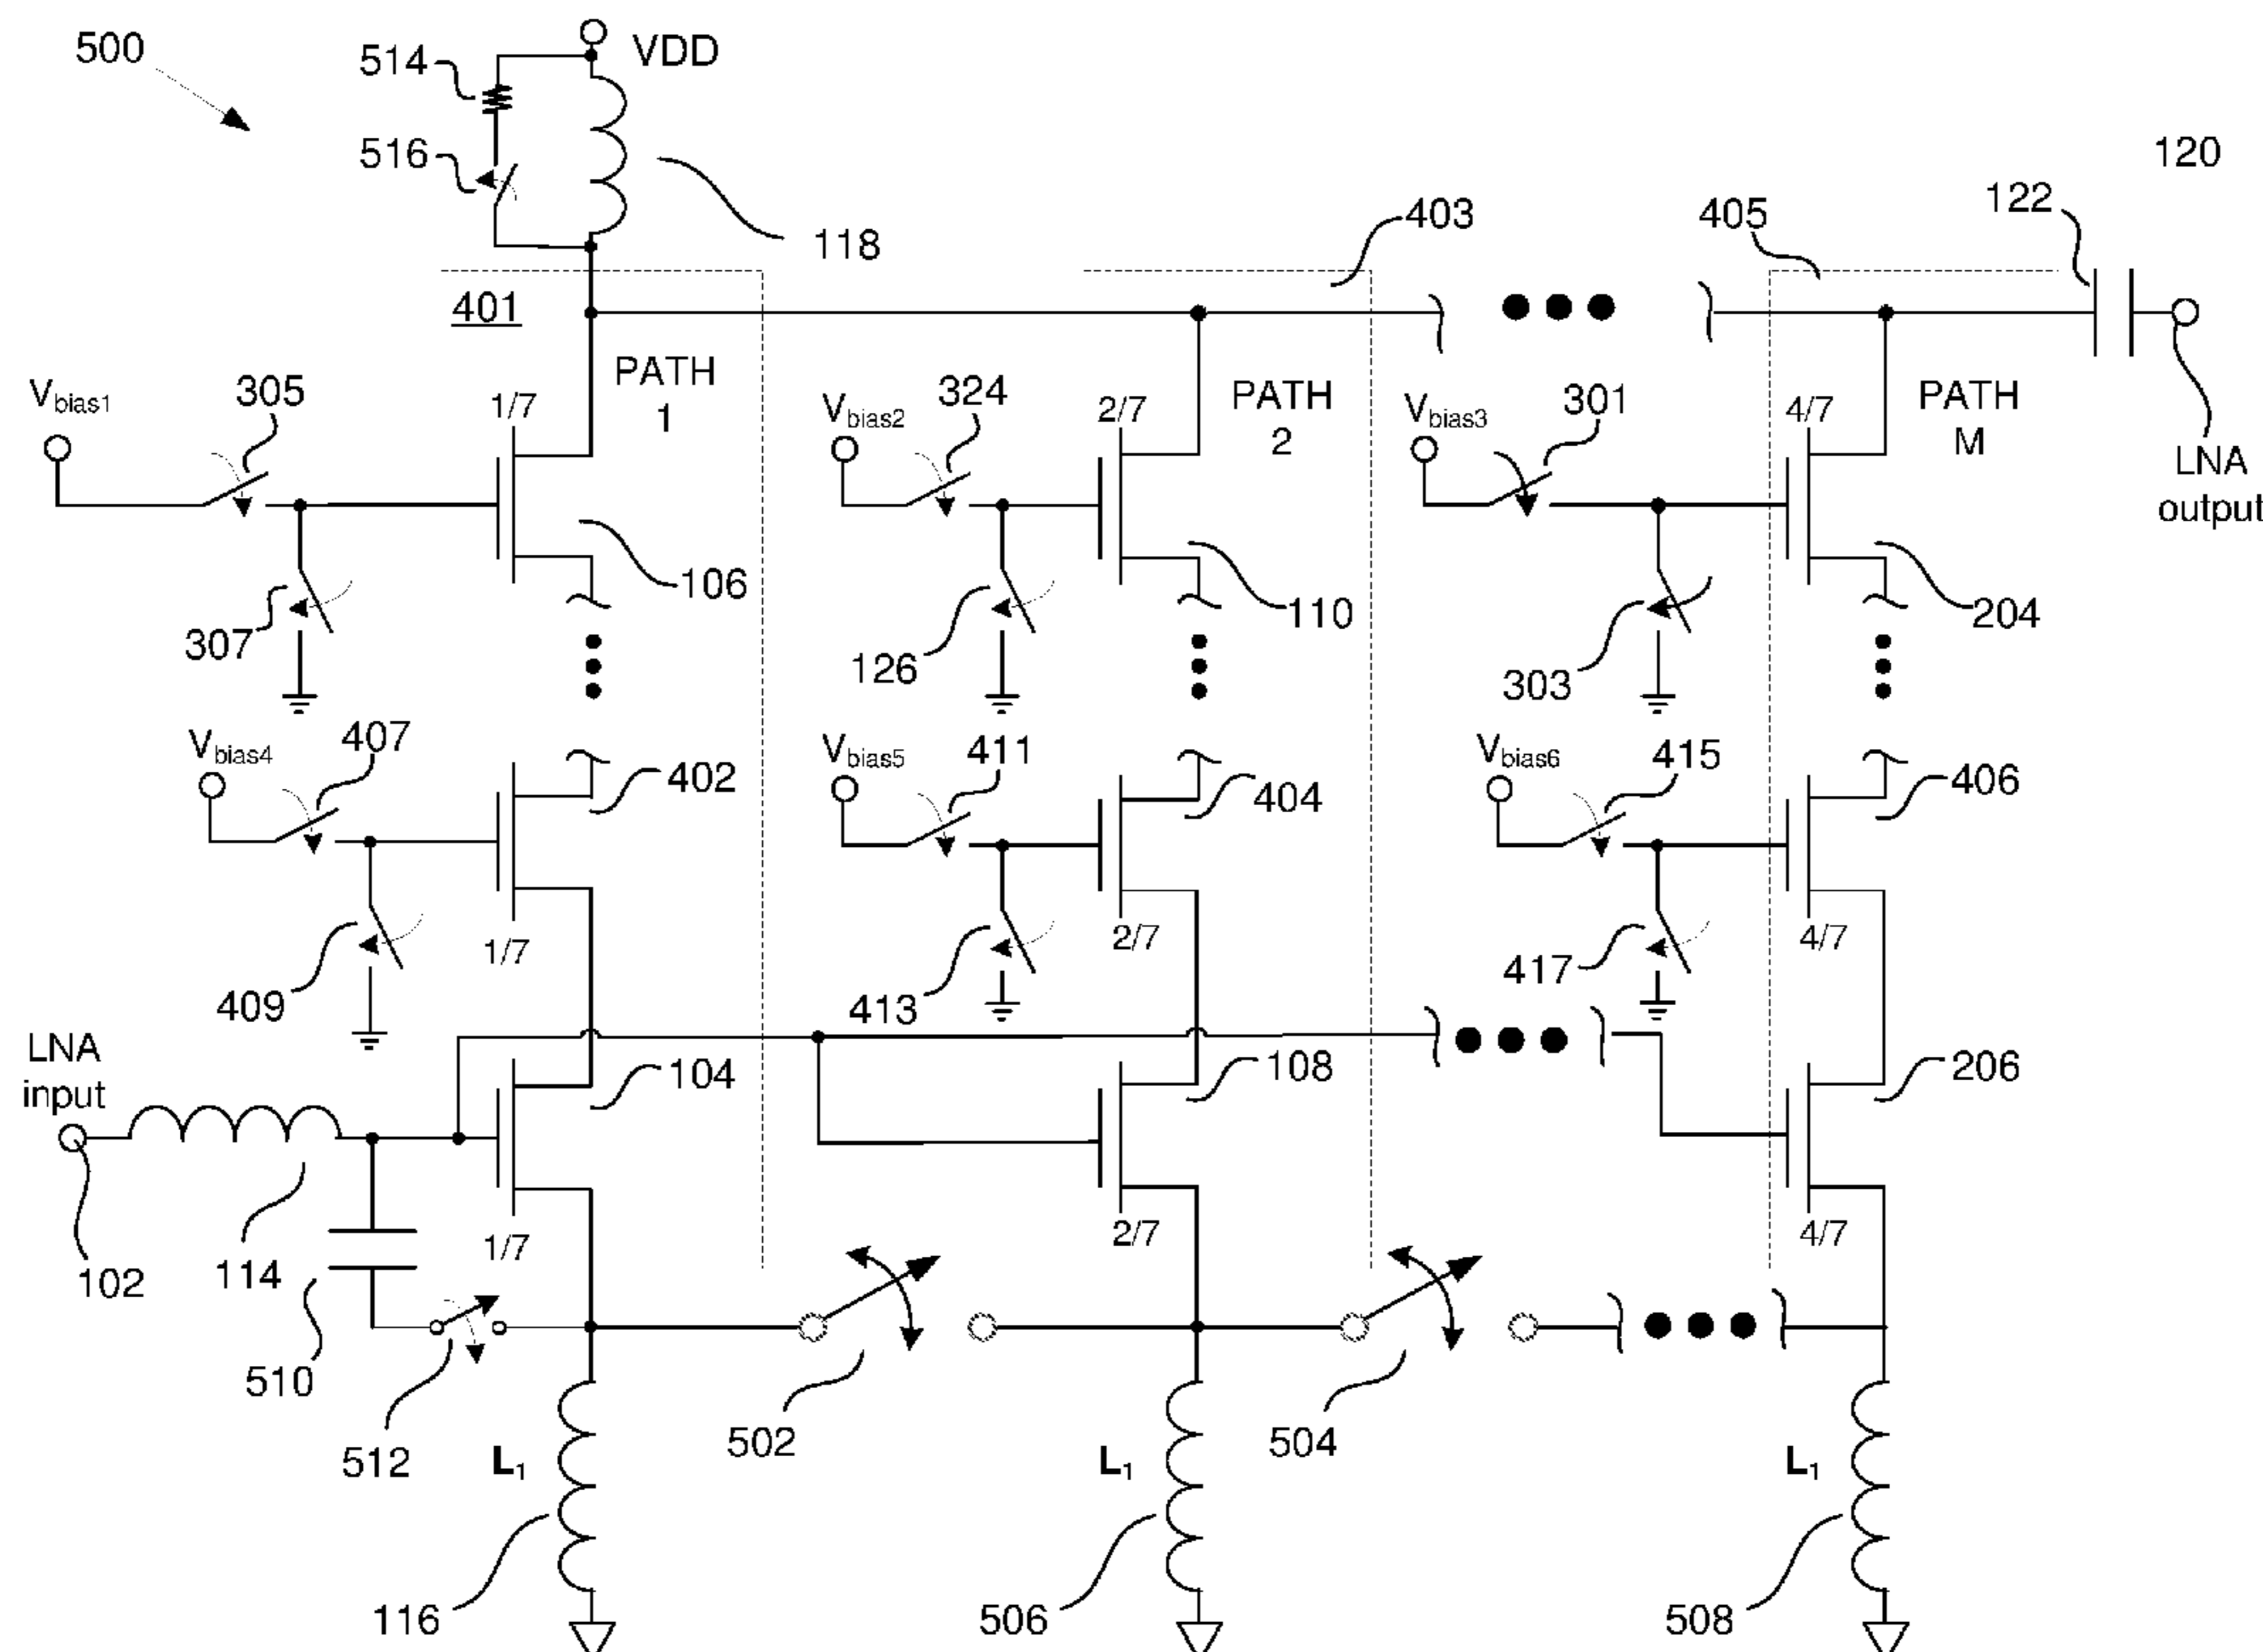 500
VDD
514
516
118
120
122
403
405
401
PATH
1
PATH
2
PATH
M
LNA
output
Vbias1
305
1/7
Vbias2
324
2/7
Vbias3
301
4/7
307
106
126
110
303
204
Vbias4
407
402
Vbias5
411
404
Vbias6
415
406
409
1/7
413
2/7
417
4/7
LNA
input
104
108
206
102
114
1/7
2/7
4/7
510
512
502
504
L1
L1
L1
116
506
508